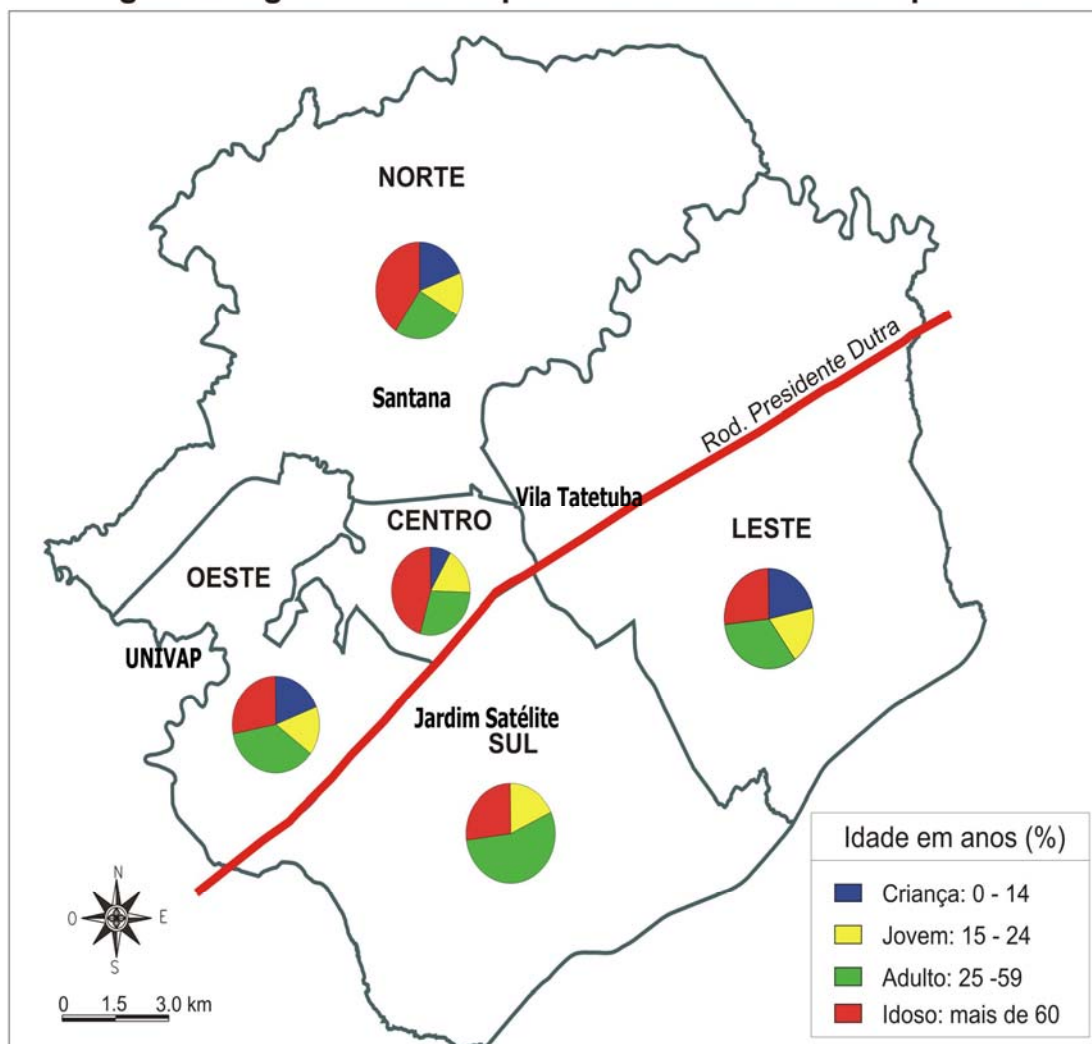 NORTE
Santana
Rod. Presidente Dutra
Vila Tatetuba
CENTRO
LESTE
OESTE
UNIVAP
Jardim Satélite
SUL
Idade em anos (%)
Criança: 0 - 14
Jovem: 15 - 24
Adulto: 25 -59
Idoso: mais de 60
N
O
E
S
0 1.5 3.0 km